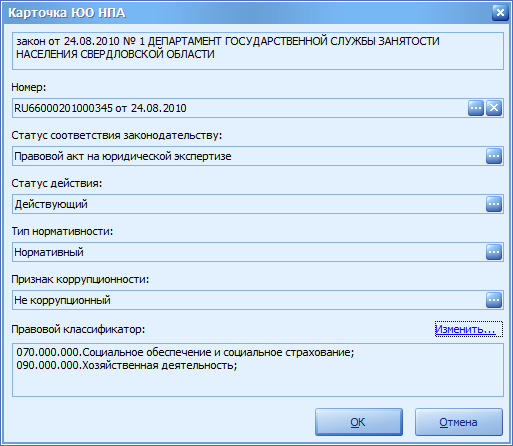 Карточка ЮО НПА
закон от 24.08.2010 № 1 ДЕПАРТАМЕНТ ГОСУДАРСТВЕННОЙ СЛУЖБЫ ЗАНЯТОСТИ
НАСЕЛЕНИЯ СВЕРДЛОВСКОЙ ОБЛАСТИ
Номер:
RU66000201000345 от 24.08.2010
Статус соответствия законодательству:
Правовой акт на юридической экспертизе
Статус действия:
Действующий
Тип нормативности:
Нормативный
Признак коррупционности:
Не коррупционный
Правовой классификатор: Изменить...
070.000.000.Социальное обеспечение и социальное страхование;
090.000.000.Хозяйственная деятельность;
OK Отмена